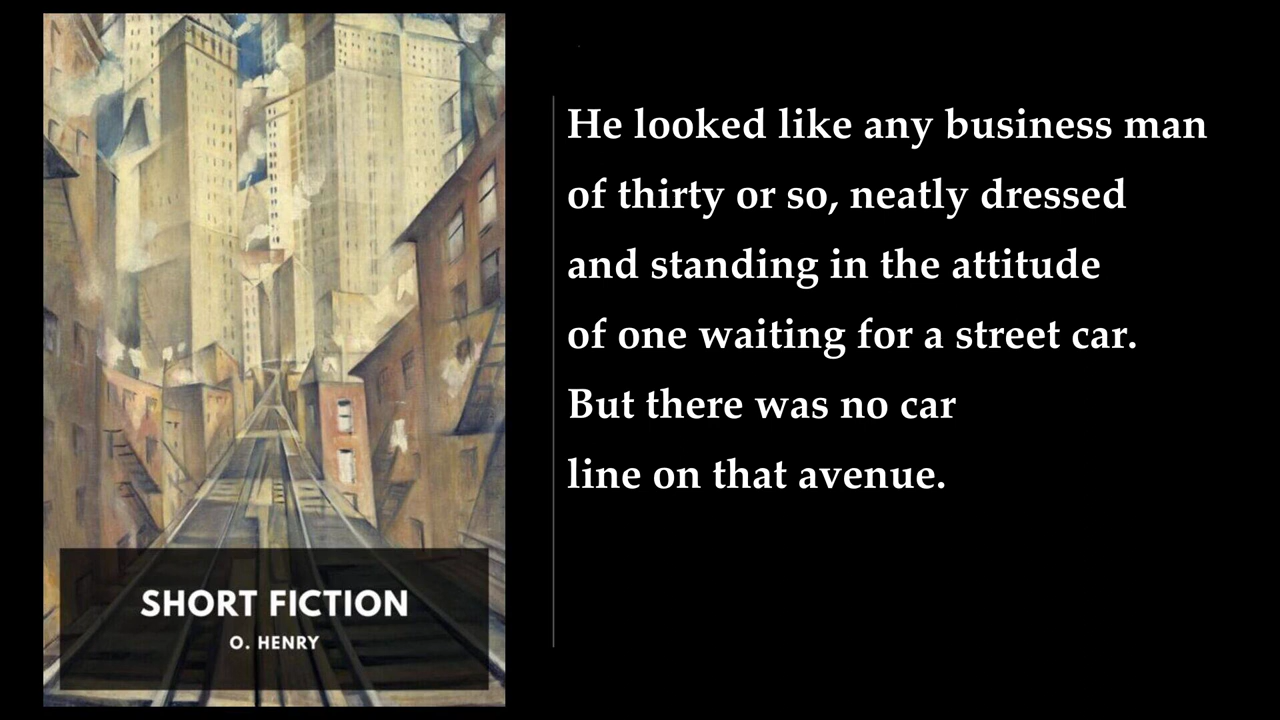 He looked like any business man
of thirty or so, neatly dressed
and standing in the attitude
of one waiting for a street car.
But there was no car
line on that avenue.
SHORT FICTION
O. HENRY